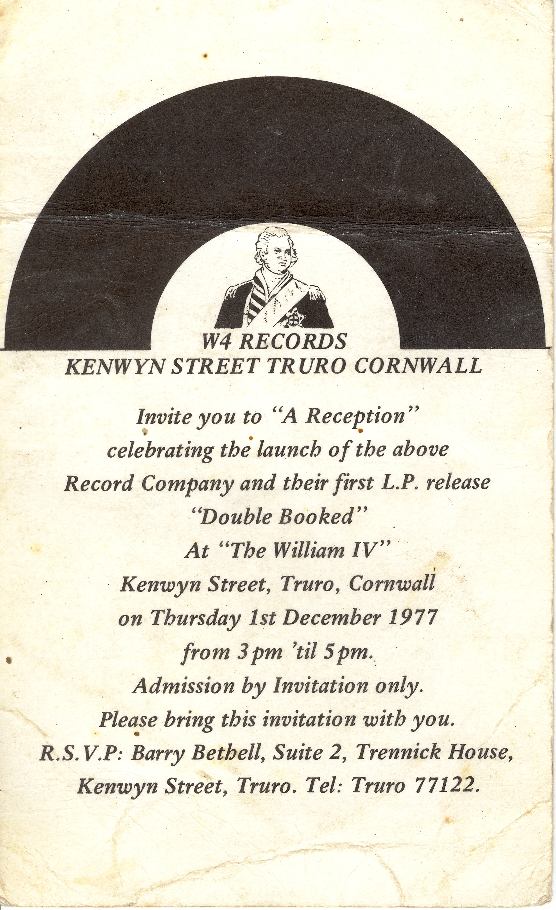 W4 RECORDS
KENWYN STREET TRURO CORNWALL
Invite you to “A Reception”
celebrating the launch of the above
Record Company and their first L.P. release
“Double Booked”
At “The William IV”
Kenwyn Street, Truro, Cornwall
on Thursday 1st December 1977
from 3pm ’til 5pm.
Admission by Invitation only.
Please bring this invitation with you.
R.S.V.P: Barry Bethell, Suite 2, Trennick House,
Kenwyn Street, Truro. Tel: Truro 77122.